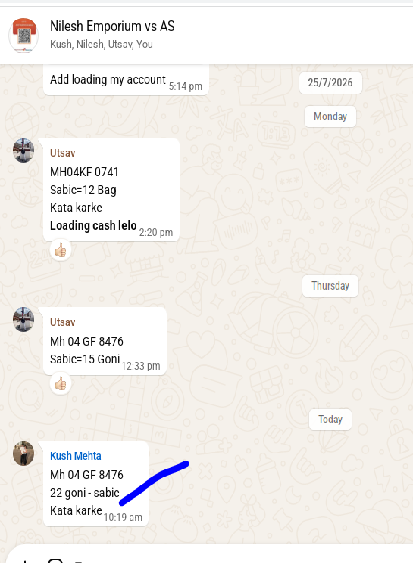 Nilesh Emporium vs AS
Kush, Nilesh, Utsav, You
Add loading my account 5:14 pm
25/7/2026
Monday
Utsav
MH04KF 0741
Sabic=12 Bag
Kata karke
Loading cash lelo 2:20 pm
Thursday
Utsav
Mh 04 GF 8476
Sabic=15 Goni 12:33 pm
Today
Kush Mehta
Mh 04 GF 8476
22 goni - sabic
Kata karke 10:19 am